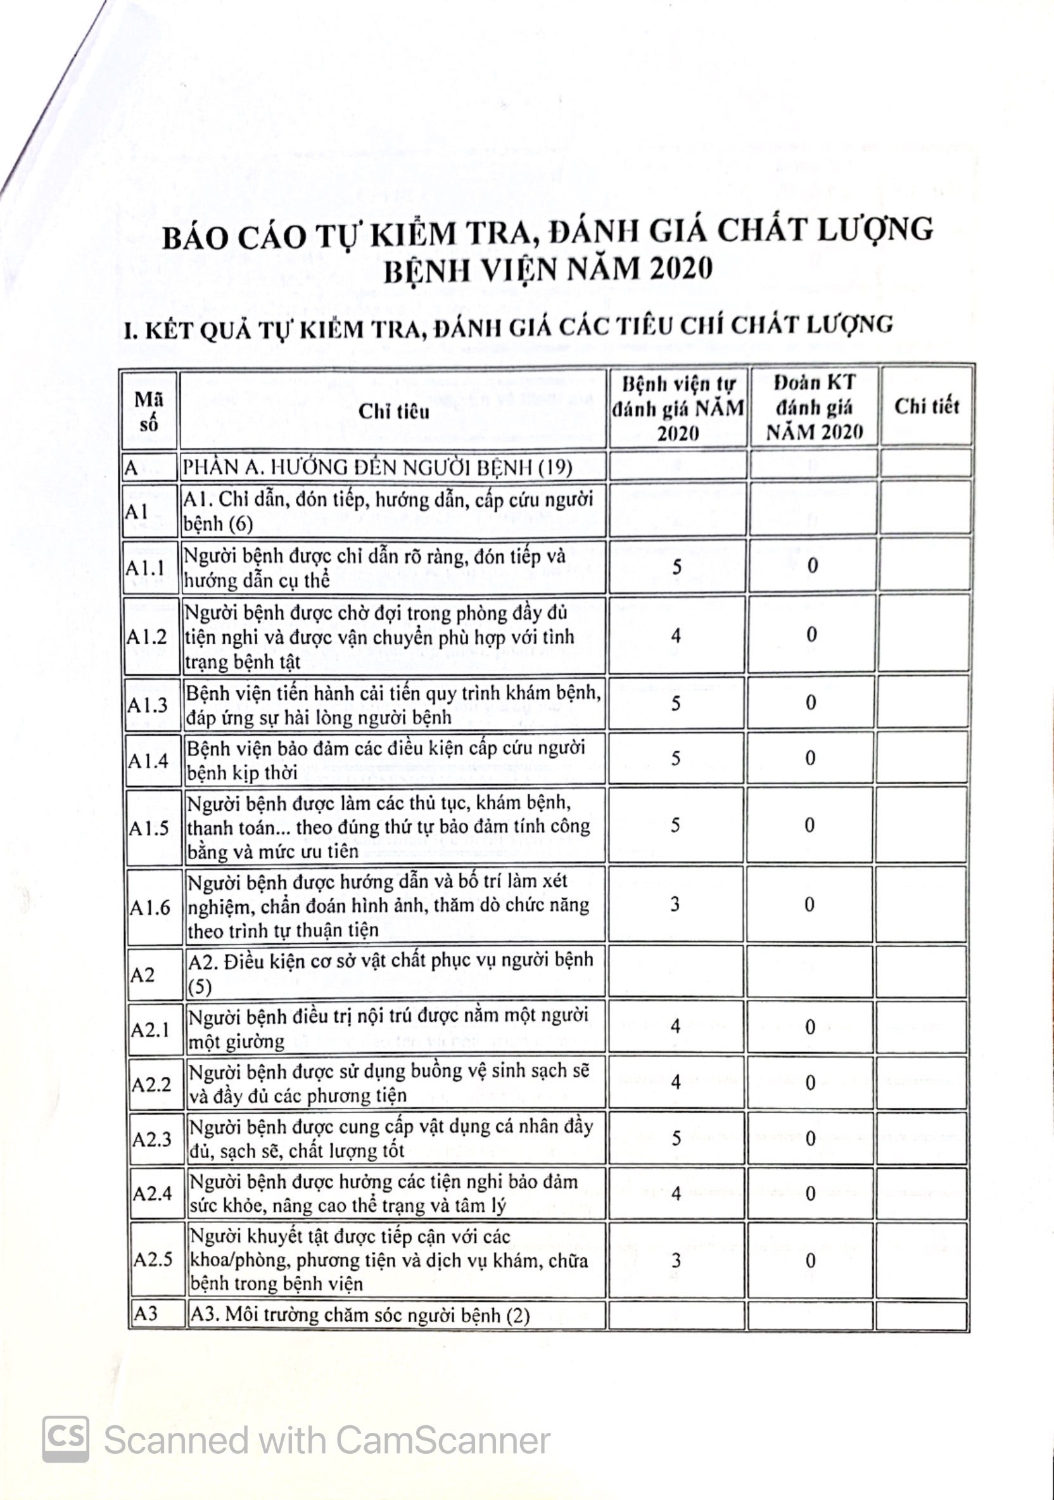 BÁO CÁO TỰ KIỂM TRA, ĐÁNH GIÁ CHẤT LƯỢNG
BỆNH VIỆN NĂM 2020
I. KẾT QUẢ TỰ KIỂM TRA, ĐÁNH GIÁ CÁC TIÊU CHÍ CHẤT LƯỢNG
Mã số
Chỉ tiêu
Bệnh viện tự
đánh giá NĂM
2020
Đoàn KT
đánh giá
NĂM 2020
Chi tiết
A PHẦN A. HƯỚNG ĐẾN NGƯỜI BỆNH (19)
A1 A1. Chỉ dẫn, đón tiếp, hướng dẫn, cấp cứu người
bệnh (6)
A1.1 Người bệnh được chỉ dẫn rõ ràng, đón tiếp và
hướng dẫn cụ thể 5 0
A1.2 Người bệnh được chờ đợi trong phòng đầy đủ
tiện nghi và được vận chuyển phù hợp với tình
trạng bệnh tật 4 0
A1.3 Bệnh viện tiến hành cải tiến quy trình khám bệnh,
đáp ứng sự hài lòng người bệnh 5 0
A1.4 Bệnh viện bảo đảm các điều kiện cấp cứu người
bệnh kịp thời 5 0
A1.5 Người bệnh được làm các thủ tục, khám bệnh,
thanh toán... theo đúng thứ tự bảo đảm tính công
bằng và mức ưu tiên 5 0
A1.6 Người bệnh được hướng dẫn và bố trí làm xét
nghiệm, chẩn đoán hình ảnh, thăm dò chức năng
theo trình tự thuận tiện 3 0
A2 A2. Điều kiện cơ sở vật chất phục vụ người bệnh
(5)
A2.1 Người bệnh điều trị nội trú được nằm một người
một giường 4 0
A2.2 Người bệnh được sử dụng buồng vệ sinh sạch sẽ
và đầy đủ các phương tiện 4 0
A2.3 Người bệnh được cung cấp vật dụng cá nhân đầy
đủ, sạch sẽ, chất lượng tốt 5 0
A2.4 Người bệnh được hưởng các tiện nghi bảo đảm
sức khỏe, nâng cao thể trạng và tâm lý 4 0
A2.5 Người khuyết tật được tiếp cận với các
khoa/phòng, phương tiện và dịch vụ khám, chữa
bệnh trong bệnh viện 3 0
A3 A3. Môi trường chăm sóc người bệnh (2)
CS Scanned with CamScanner